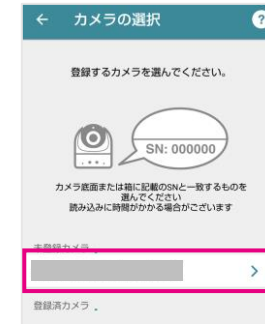 ← カメラの選択 ?
登録するカメラを選んでください。
SN: 000000
カメラ底面または箱に記載のSNと一致するものを
選んでください
読み込みに時間がかかる場合がございます
未登録カメラ
登録済カメラ